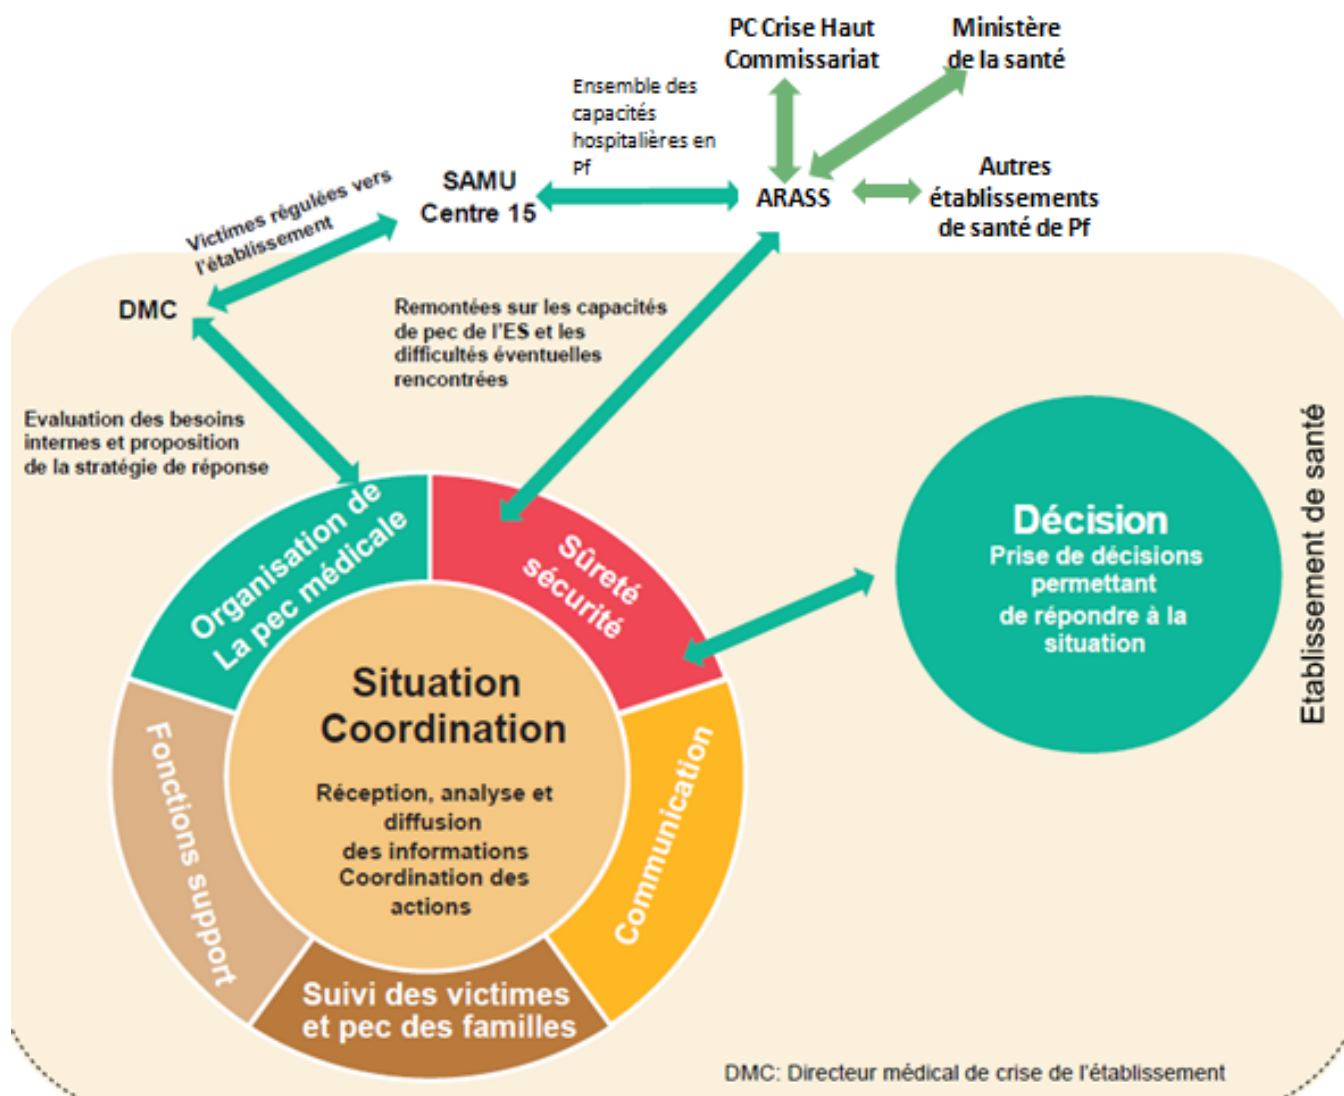 PC Crise Haut
Commissariat
Ministère
de la santé
Ensemble des
capacités
hospitalières en
Pf
Victimes régulées vers
l'établissement
SAMU
Centre 15
ARASS
Autres
établissements
de santé de Pf
DMC
Remontées sur les capacités
de pec de l'ES et les
difficultés éventuelles
rencontrées
Evaluation des besoins
internes et proposition
de la stratégie de réponse
Organisation de
La pec médicale
Sûreté
sécurité
Décision
Prise de décisions
permettant
de répondre à la
situation
Etablissement de santé
Situation
Coordination
Réception, analyse et
diffusion
des informations
Coordination des
actions
Fonctions support
Communication
Suivi des victimes
et pec des familles
DMC: Directeur médical de crise de l'établissement